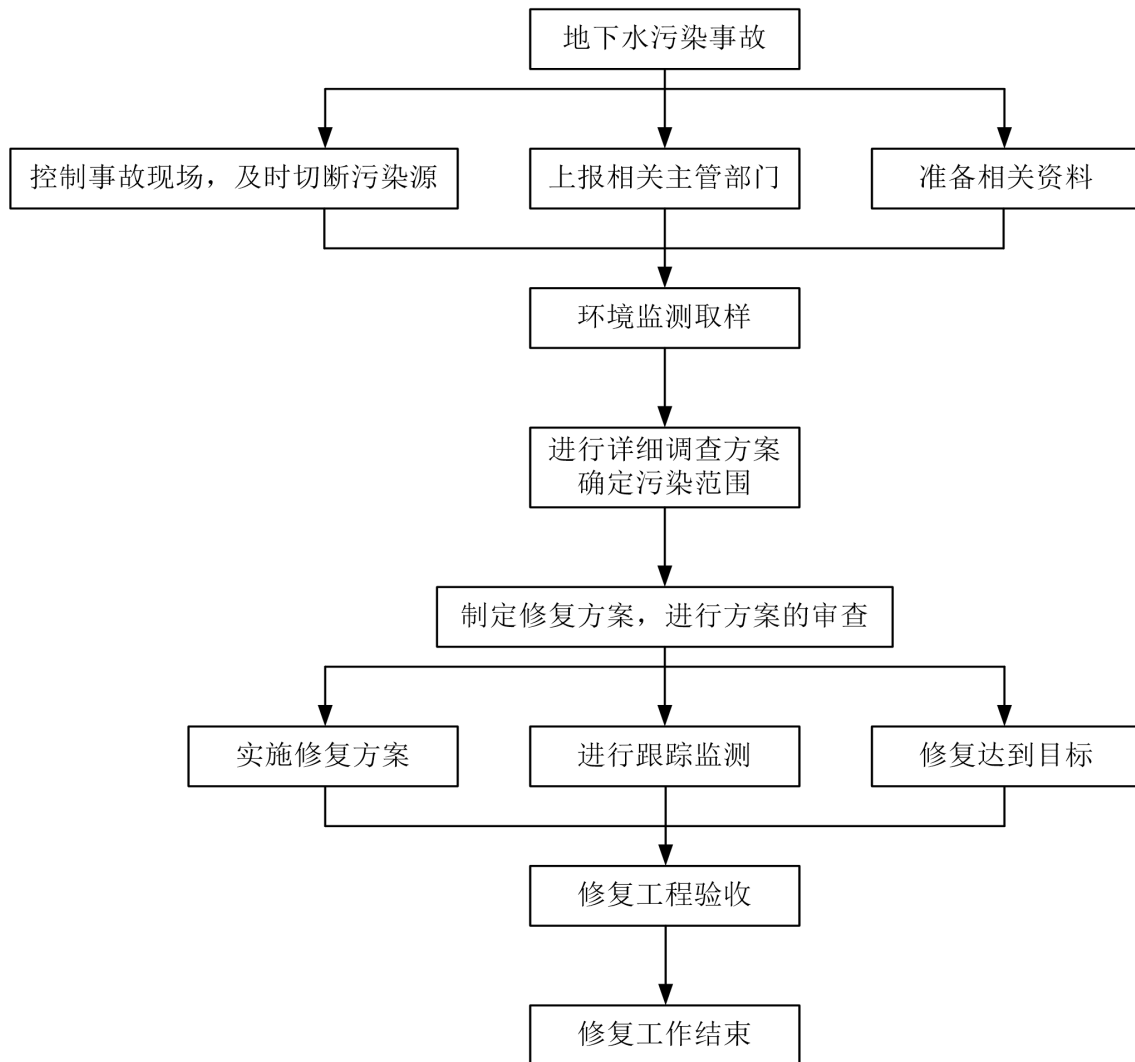 地下水污染事故
控制事故现场，及时切断污染源
上报相关主管部门
准备相关资料
环境监测取样
进行详细调查方案
确定污染范围
制定修复方案，进行方案的审查
实施修复方案
进行跟踪监测
修复达到目标
修复工程验收
修复工作结束